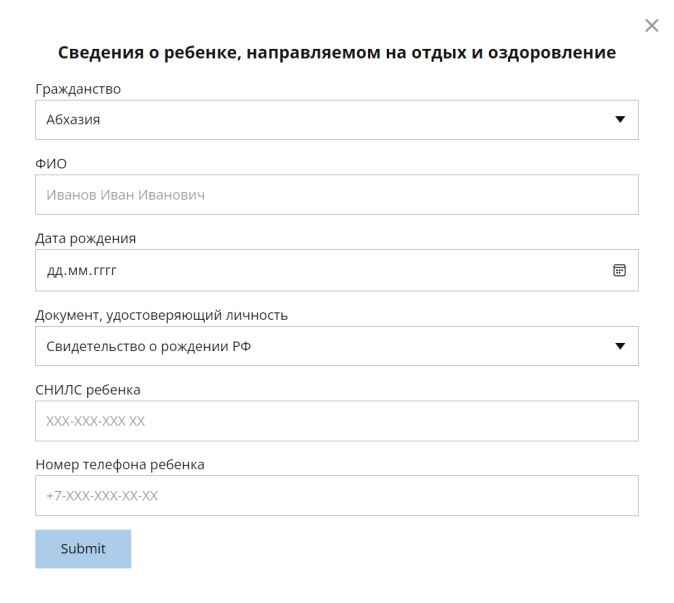 Сведения о ребенке, направляемом на отдых и оздоровление
Гражданство
Абхазия
ФИО
Иванов Иван Иванович
Дата рождения
дд.мм.гггг
Документ, удостоверяющий личность
Свидетельство о рождении РФ
СНИЛС ребенка
XXX-XXX-XXX XX
Номер телефона ребенка
+7-XXX-XXX-XX-XX
Submit